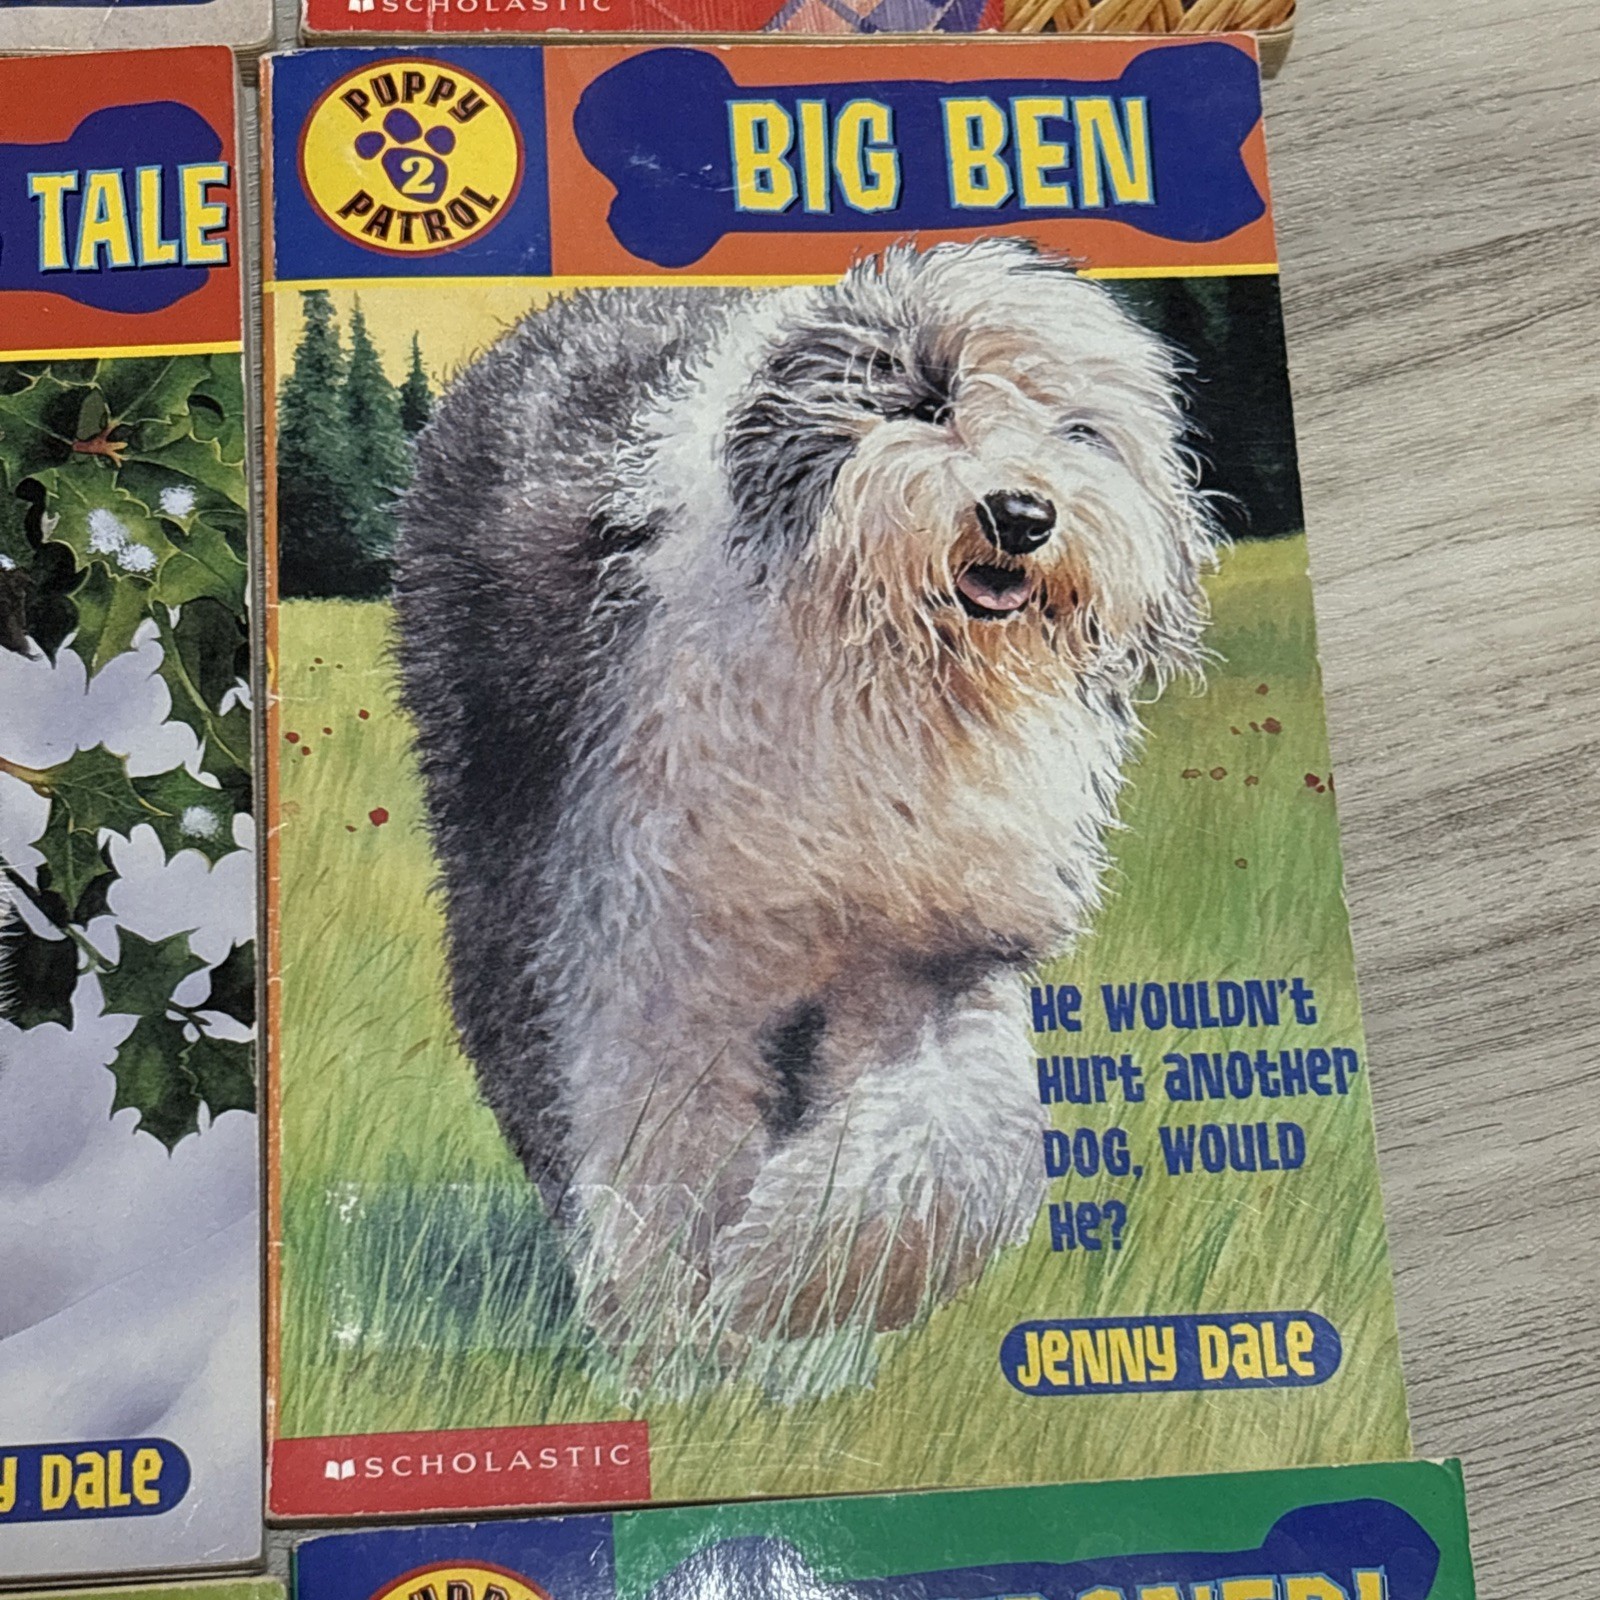 SCHOLASTIC
PUPPY
2
PATROL
BIG BEN
TALE
He WOULDN't
Hurt aNOtHer
DOG, WOULD
He?
JeNNy Dale
y Dale
SCHOLASTIC